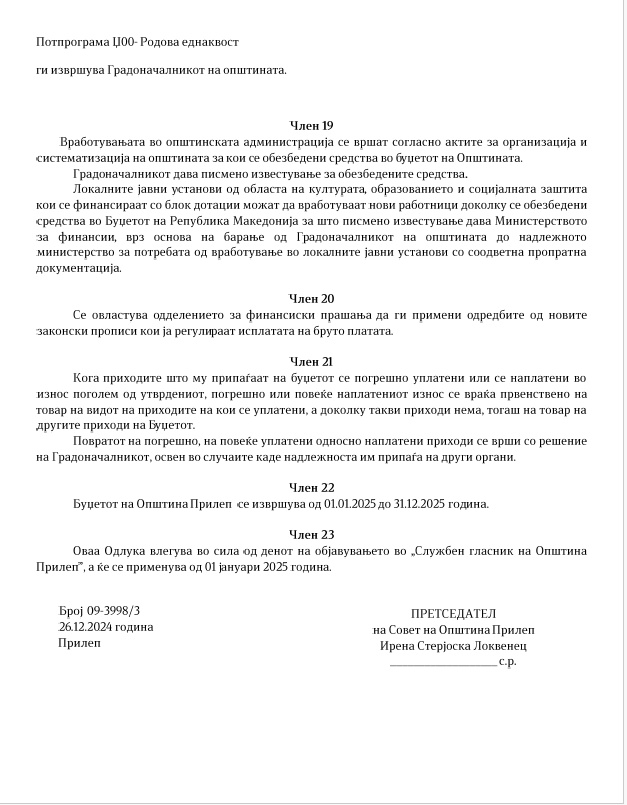 Потпрограма Џ00- Родова еднаквост
ги извршува Градоначалникот на општината.
Член 19
Вработувањата во општинската администрација се вршат согласно актите за организација и
систематизација на општината за кои се обезбедени средства во буџетот на Општината.
Градоначалникот дава писмено известување за обезбедените средства.
Локалните јавни установи од областа на културата, образованието и социјалната заштита
кои се финансираат со блок дотации можат да вработуваат нови работници доколку се обезбедени
средства во Буџетот на Република Македонија за што писмено известување дава Министерството
за финансии, врз основа на барање од Градоначалникот на општината до надлежното
министерство за потребата од вработување во локалните јавни установи со соодветна пропратна
документација.
Член 20
Се овластува одделението за финансиски прашања да ги примени одредбите од новите
законски прописи кои ја регулираат исплатата на бруто платата.
Член 21
Кога приходите што му припаѓаат на буџетот се погрешно уплатени или се наплатени во
износ поголем од утврдениот, погрешно или повеќе наплатениот износ се враќа првенствено на
товар на видот на приходите на кои се уплатени, а доколку такви приходи нема, тогаш на товар на
другите приходи на Буџетот.
Повратот на погрешно, на повеќе уплатени односно наплатени приходи се врши со решение
на Градоначалникот, освен во случаите каде надлежноста им припаѓа на други органи.
Член 22
Буџетот на Општина Прилеп се извршува од 01.01.2025 до 31.12.2025 година.
Член 23
Оваа Одлука влегува во сила од денот на објавувањето во „Службен гласник на Општина
Прилеп”, а ќе се применува од 01 јануари 2025 година.
Број 09-3998/3
26.12.2024 година
Прилеп
ПРЕТСЕДАТЕЛ
на Совет на Општина Прилеп
Ирена Стерјоска Локвенец
___________________ с.р.